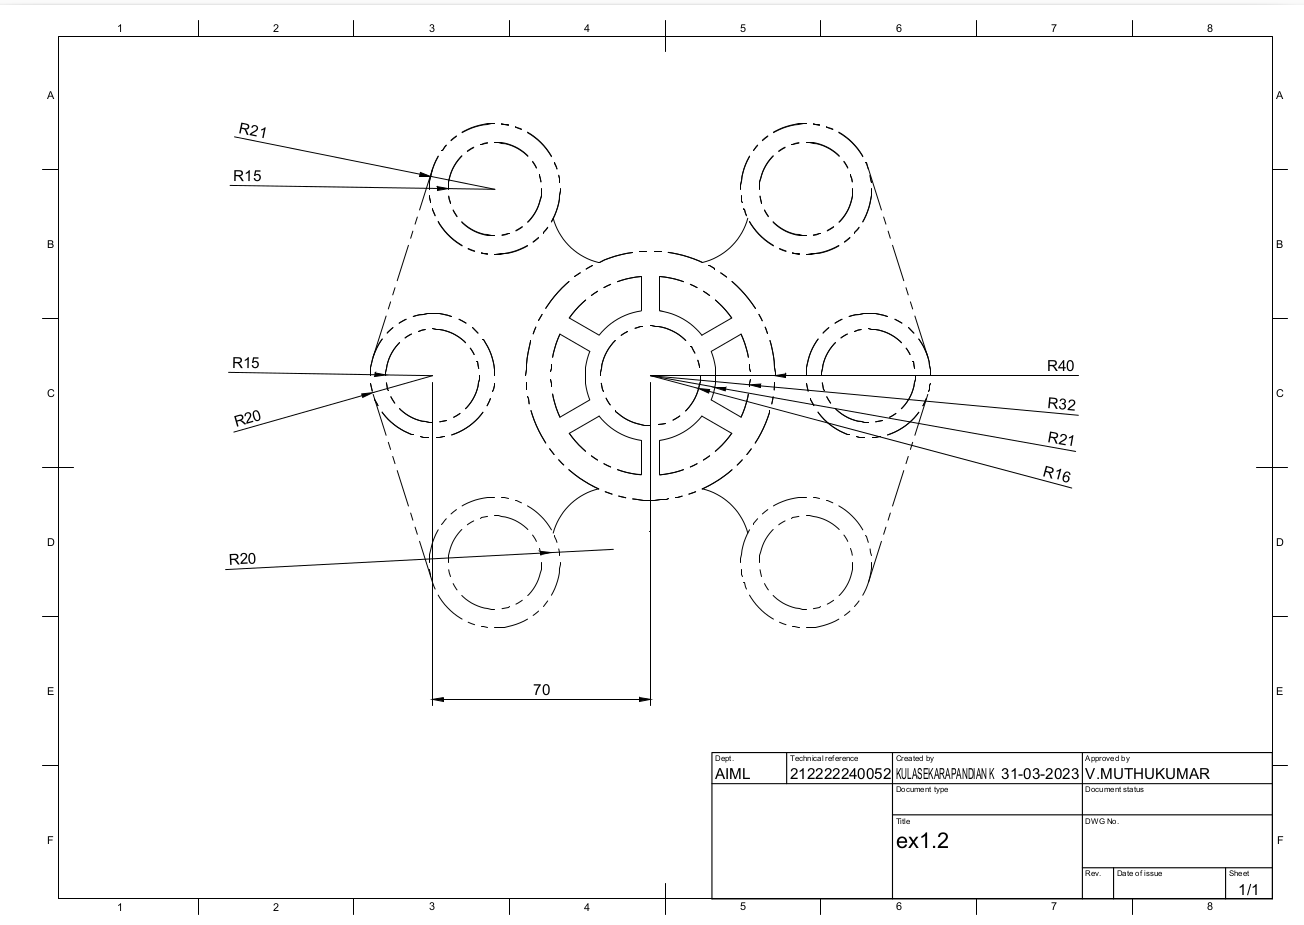 1 2 3 4 5 6 7 8
A A
R21
R15
B B
R15
R20
R40
R32
R21
R16
C C
R20
D D
70
E E
Dept. Technical reference Created by Approved by
AIML 212222240052 KULASEKARAPANDIAN K 31-03-2023 V.MUTHUKUMAR
Document type Document status
Title DWG No.
ex1.2
F F
Rev. Date of issue Sheet
1/1
1 2 3 4 5 6 7 8